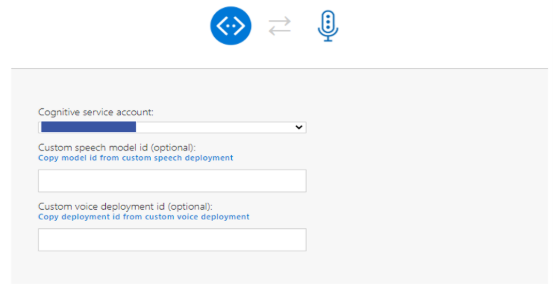 Cognitive service account:
Custom speech model id (optional):
Copy model id from custom speech deployment
Custom voice deployment id (optional):
Copy deployment id from custom voice deployment